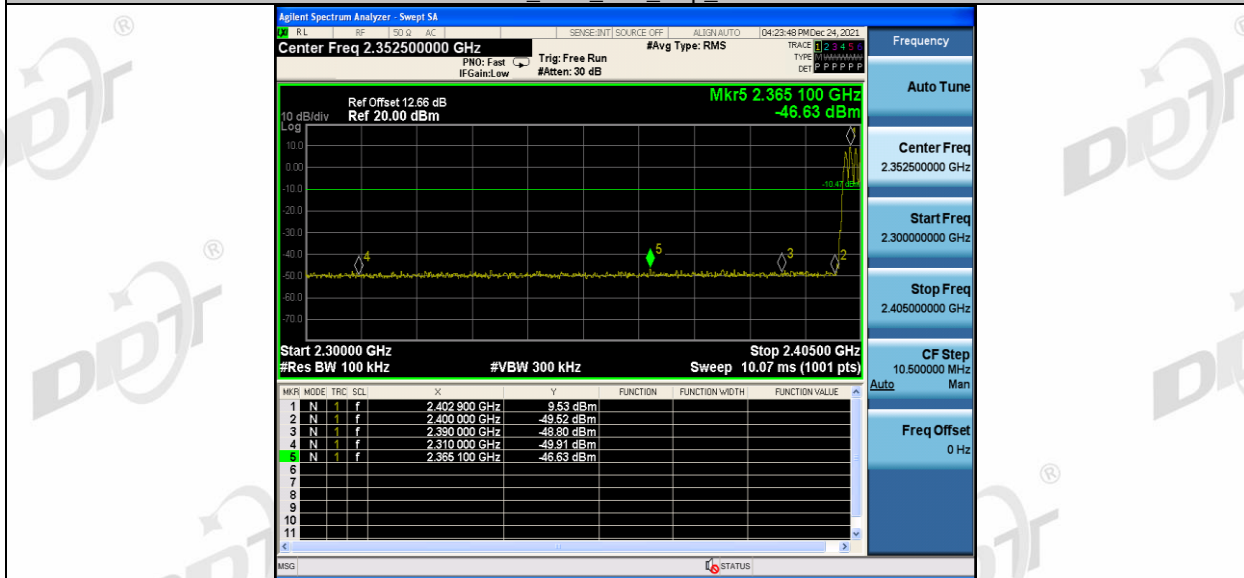 Agilent Spectrum Analyzer - Swept SA
RL RF 50 Ω AC SENSE:INT SOURCE OFF ALIGN AUTO 04:23:48 PM Dec 24, 2021
Center Freq 2.352500000 GHz #Avg Type: RMS TRACE 1 2 3 4 5 6
PNO: Fast Trig: Free Run TYPE M
IFGain:Low #Atten: 30 dB DET P P P P P P
Frequency
Auto Tune
Mkr5 2.365 100 GHz
-46.63 dBm
Ref Offset 12.66 dB
10 dB/div Ref 20.00 dBm
Log
10.0
0.00
-10.0
-20.0
-30.0
-40.0
-50.0
-60.0
-70.0
-10.47 dBm
4
5
3
2
Start 2.30000 GHz Stop 2.40500 GHz
#Res BW 100 kHz #VBW 300 kHz Sweep 10.07 ms (1001 pts)
Center Freq
2.352500000 GHz
Start Freq
2.300000000 GHz
Stop Freq
2.405000000 GHz
CF Step
10.500000 MHz
Auto Man
Freq Offset
0 Hz
MKR MODE TRC SCL X Y FUNCTION FUNCTION WIDTH FUNCTION VALUE
1 N 1 f 2.402 900 GHz 9.53 dBm
2 N 1 f 2.400 000 GHz -49.52 dBm
3 N 1 f 2.390 000 GHz -48.80 dBm
4 N 1 f 2.310 000 GHz -49.91 dBm
5 N 1 f 2.365 100 GHz -46.63 dBm
6
7
8
9
10
11
MSG STATUS
DDT ®